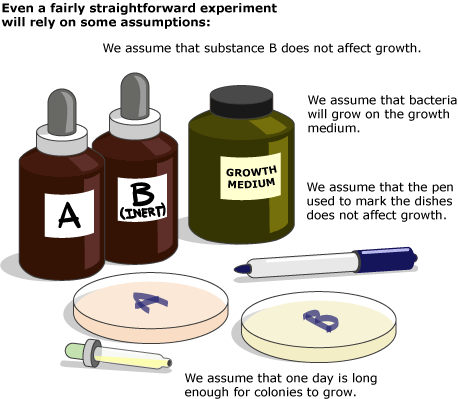 Even a fairly straightforward experiment
will rely on some assumptions:
We assume that substance B does not affect growth.
We assume that bacteria
will grow on the growth
medium.
A
B
(INERT)
GROWTH
MEDIUM
We assume that the pen
used to mark the dishes
does not affect growth.
A
B
We assume that one day is long
enough for colonies to grow.